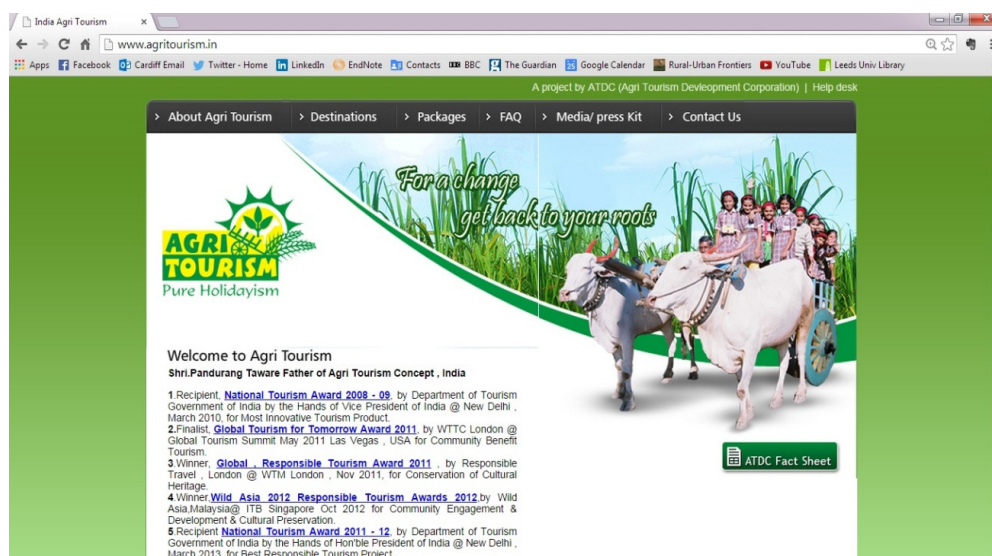 India Agri Tourism
www.agritourism.in
Apps Facebook Cardiff Email Twitter - Home LinkedIn EndNote Contacts BBC The Guardian Google Calendar Rural-Urban Frontiers YouTube Leeds Univ Library
A project by ATDC (Agri Tourism Devleopment Corporation) | Help desk
About Agri Tourism Destinations Packages FAQ Media/ press Kit Contact Us
For a change
get back to your roots
AGRI
TOURISM
Pure Holidayism
Welcome to Agri Tourism
Shri.Pandurang Taware Father of Agri Tourism Concept , India
1.Recipient, National Tourism Award 2008 - 09, by Department of Tourism
Government of India by the Hands of Vice President of India @ New Delhi ,
March 2010, for Most Innovative Tourism Product.
2.Finalist, Global Tourism for Tomorrow Award 2011, by WTTC London @
Global Tourism Summit May 2011 Las Vegas , USA for Community Benefit
Tourism.
3.Winner, Global , Responsible Tourism Award 2011 , by Responsible
Travel , London @ WTM London , Nov 2011, for Conservation of Cultural
Heritage.
4.Winner,Wild Asia 2012 Responsible Tourism Awards 2012,by Wild
Asia,Malaysia@ ITB Singapore Oct 2012 for Community Engagement &
Development & Cultural Preservation.
5.Recipient National Tourism Award 2011 - 12, by Department of Tourism
Government of India by the Hands of Hon'ble President of India @ New Delhi ,
March 2013, for Best Responsible Tourism Project
ATDC Fact Sheet